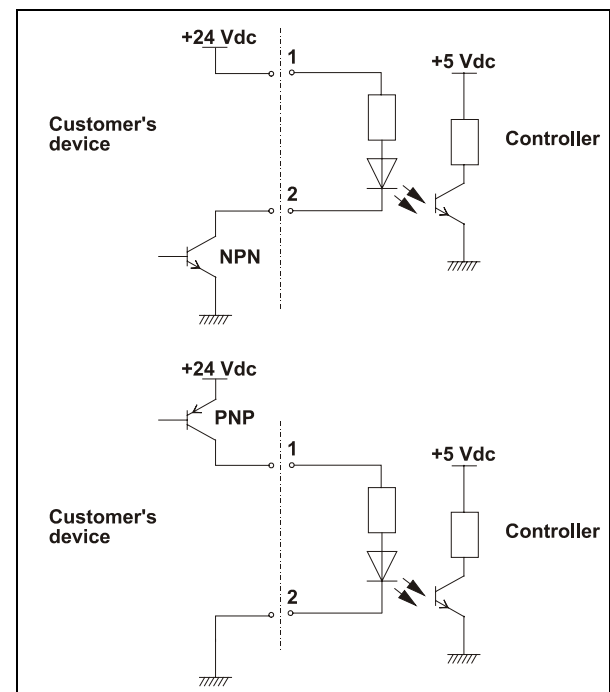 +24 Vdc
1
+5 Vdc
Customer's
device
Controller
2
NPN
+24 Vdc
PNP
1
+5 Vdc
Customer's
device
Controller
2